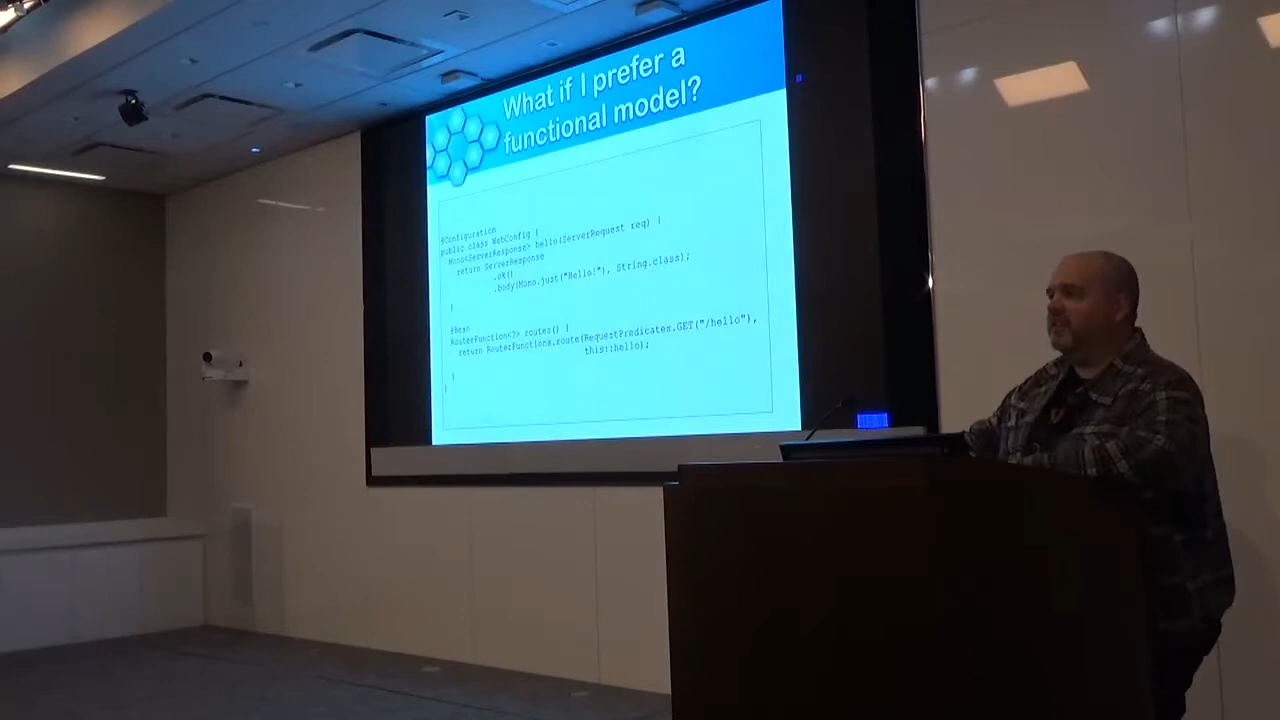 What if I prefer a
functional model?
@Configuration
public class WebConfig {
Mono<ServerResponse> hello(ServerRequest req) {
return ServerResponse
.ok()
.body(Mono.just("Hello!"), String.class);
}
@Bean
RouterFunction<?> routes() {
return RouterFunctions.route(RequestPredicates.GET("/hello"),
this::hello);
}
}